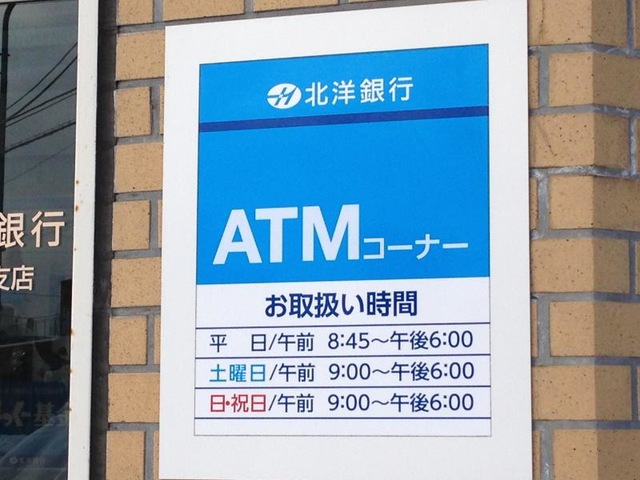 北洋銀行
ATMコーナー
お取扱い時間
平　日/午前 8:45〜午後6:00
土曜日/午前 9:00〜午後6:00
日・祝日/午前 9:00〜午後6:00
銀行
支店